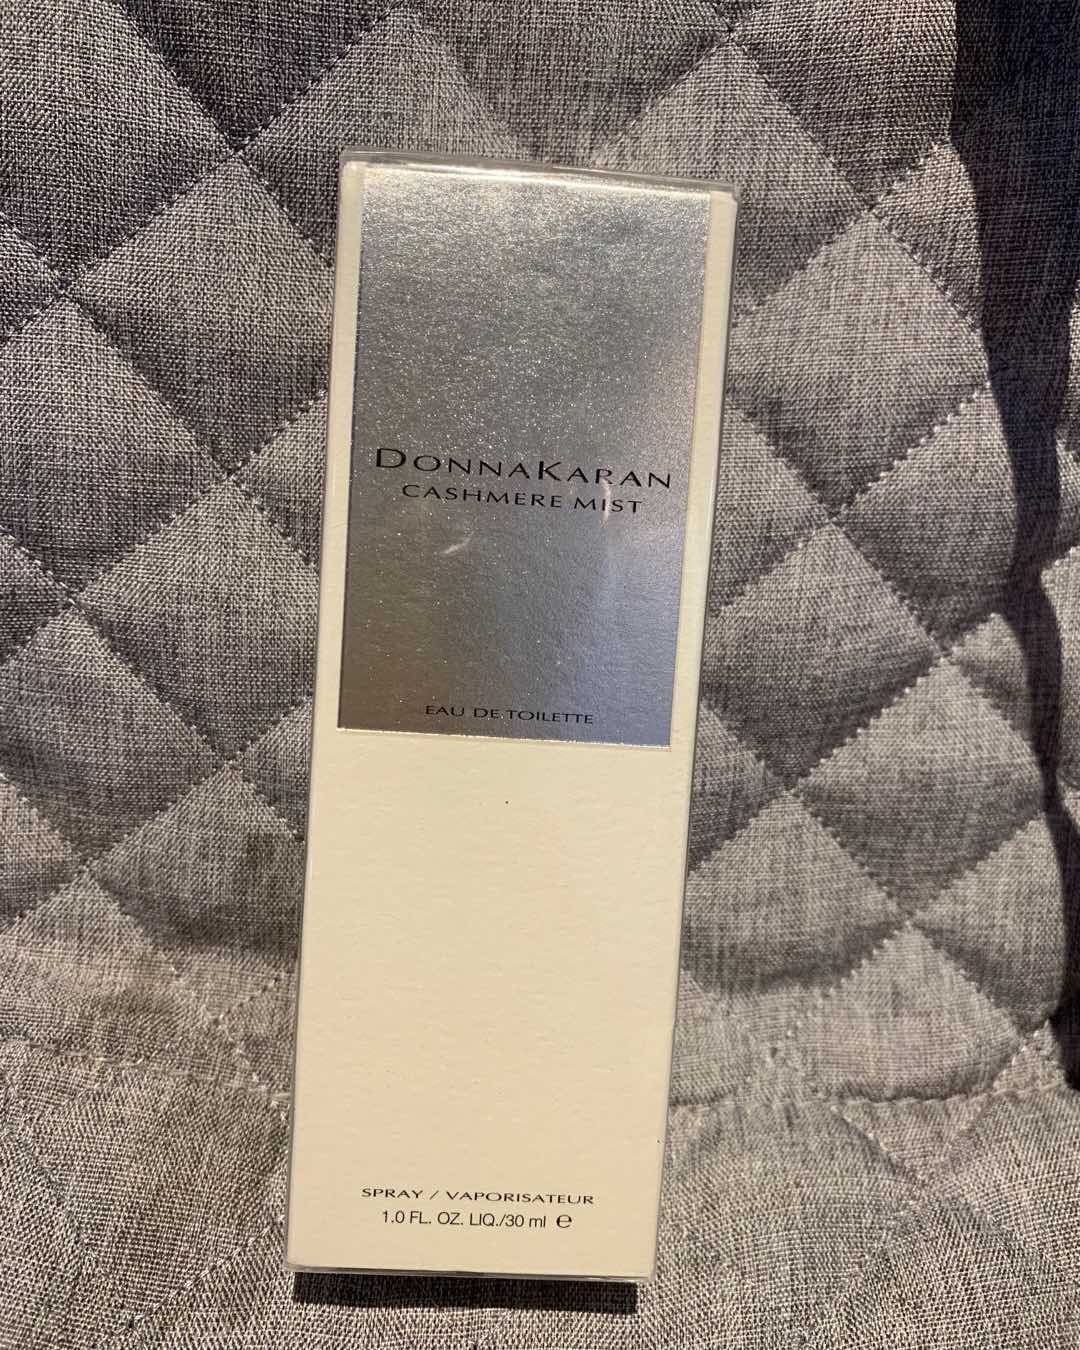 DONNAKARAN
CASHMERE MIST
EAU DE TOILETTE
SPRAY / VAPORISATEUR
1.0 FL. OZ. LIQ./30 ml ℮